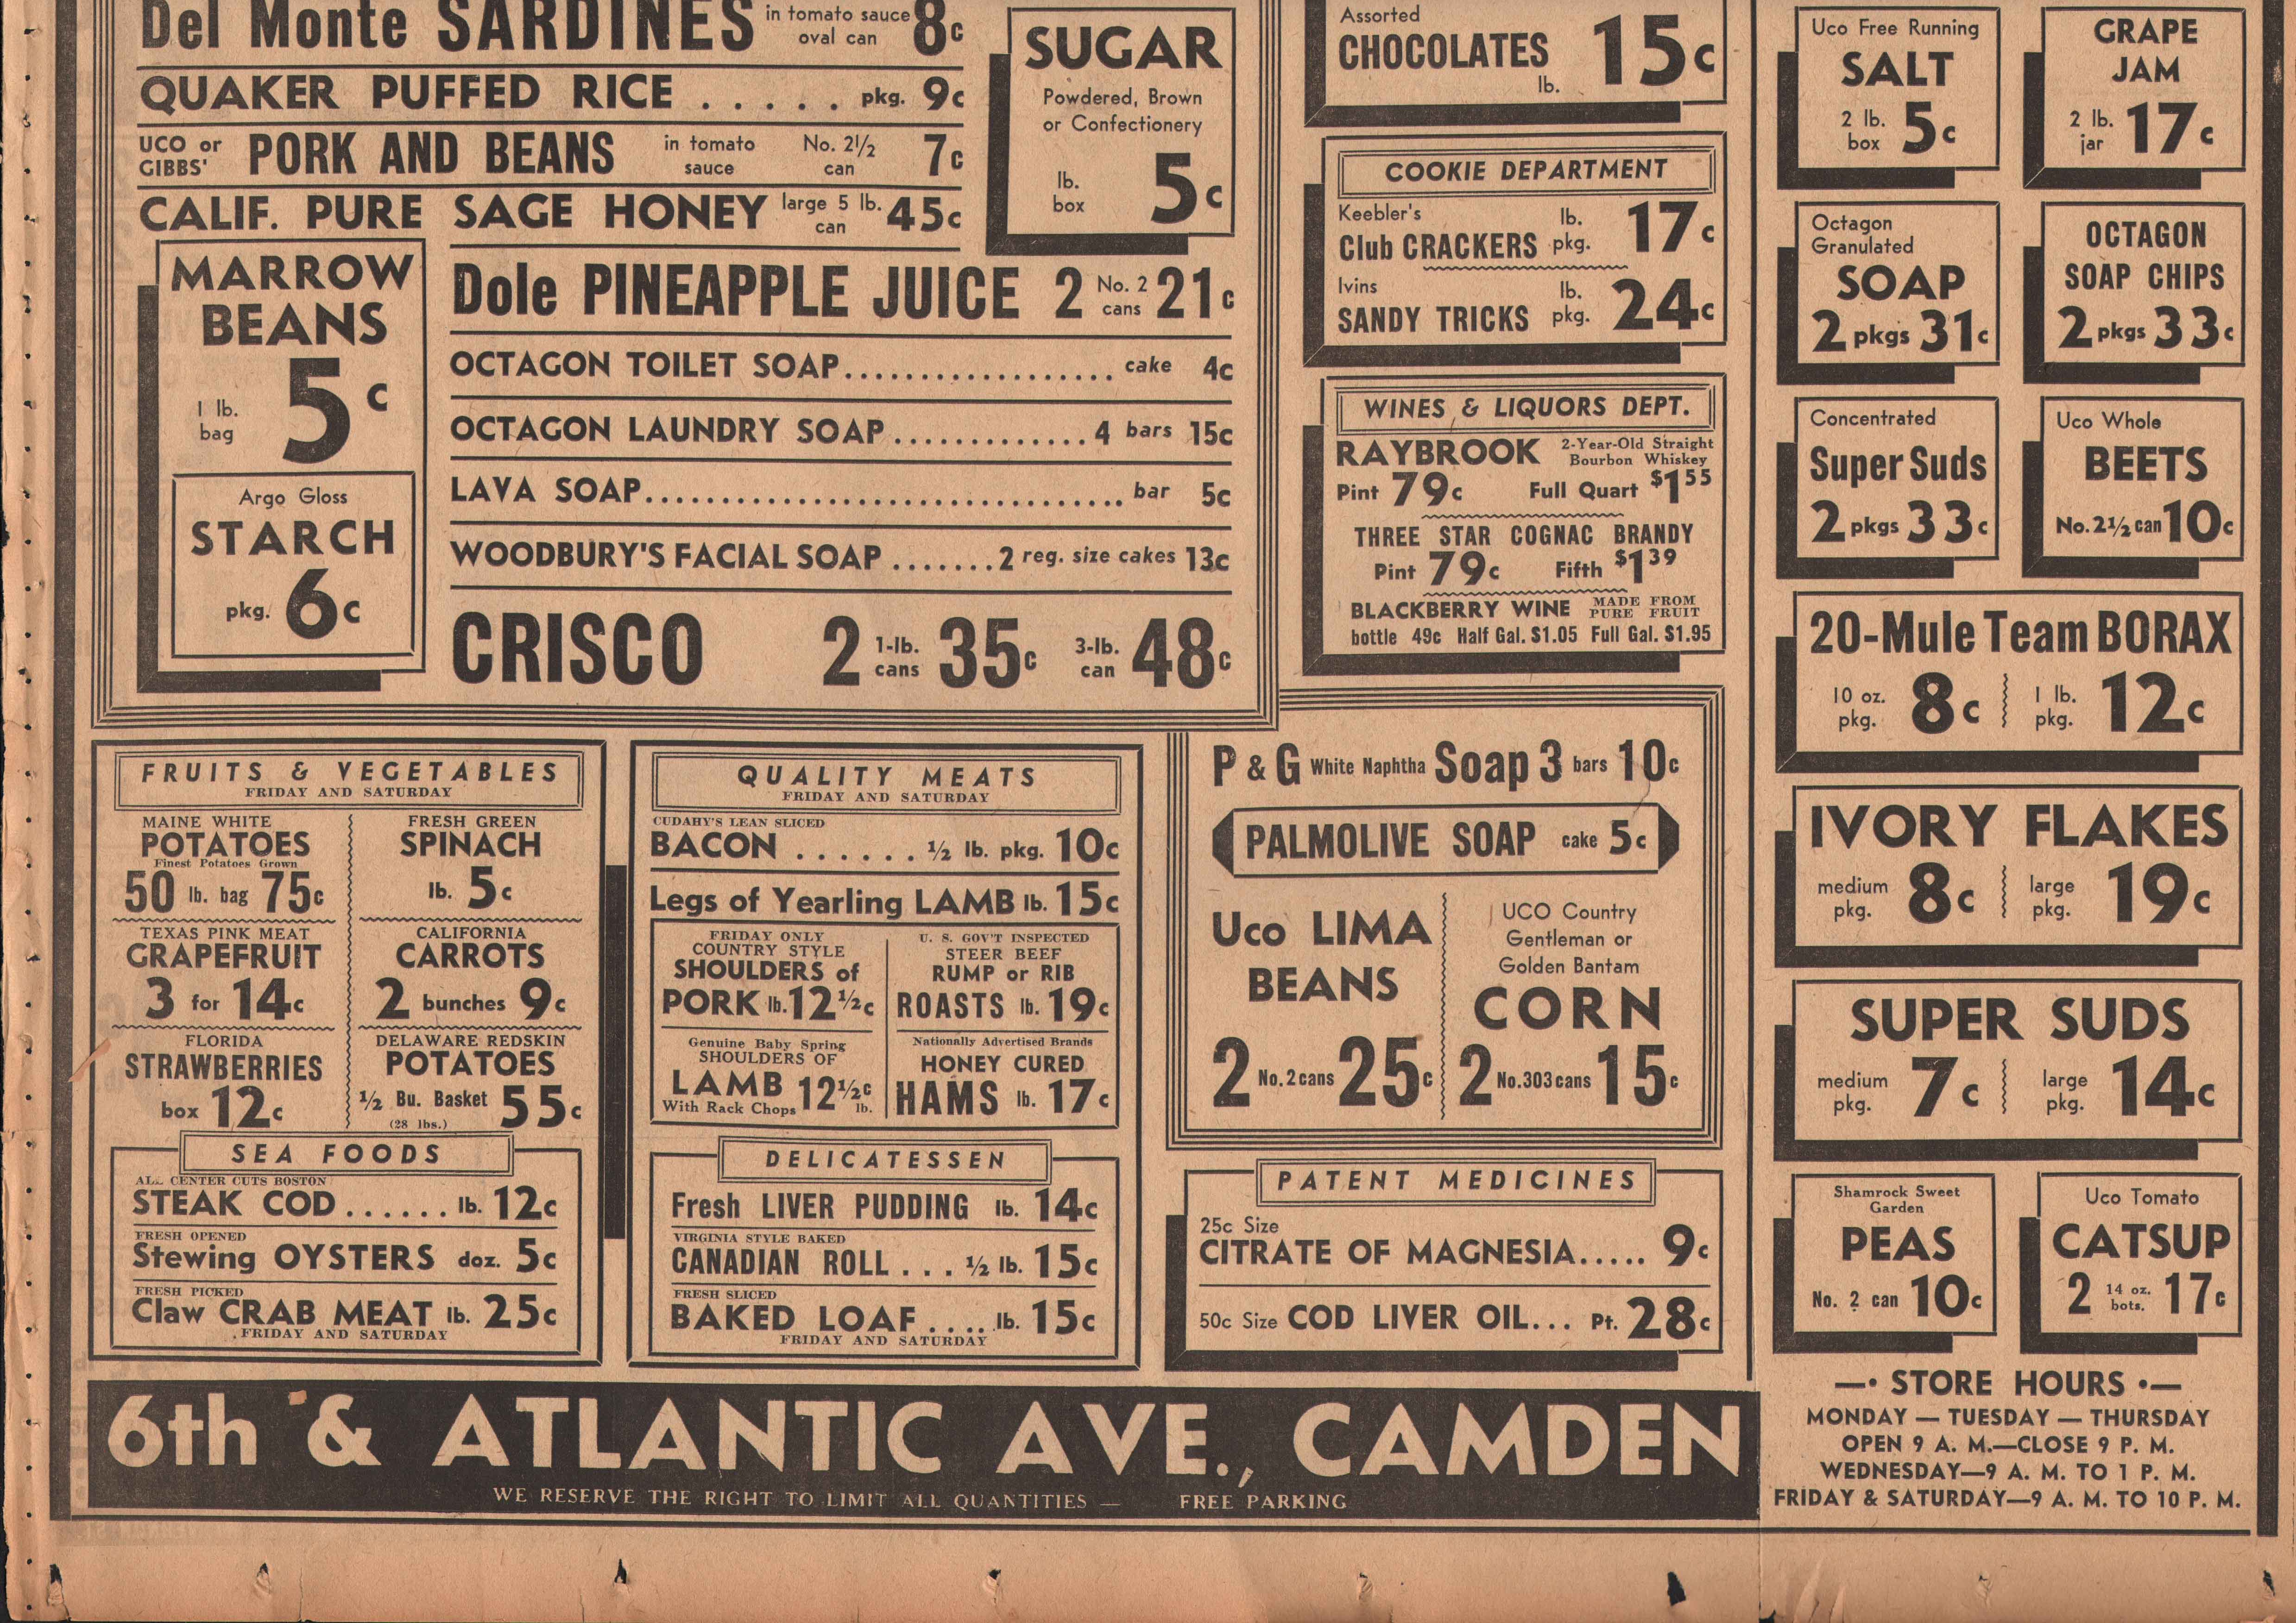 Del Monte SARDINES in tomato sauce oval can 8c
QUAKER PUFFED RICE . . . . . pkg. 9c
UCO or GIBBS' PORK AND BEANS in tomato sauce No. 2½ can 7c
CALIF. PURE SAGE HONEY large 5 lb. can 45c
SUGAR
Powdered, Brown
or Confectionery
lb. box 5c
MARROW
BEANS
1 lb. bag 5c
Argo Gloss
STARCH
pkg. 6c
Dole PINEAPPLE JUICE 2 No. 2 cans 21c
OCTAGON TOILET SOAP.................. cake 4c
OCTAGON LAUNDRY SOAP.............4 bars 15c
LAVA SOAP................................ bar 5c
WOODBURY'S FACIAL SOAP.......2 reg. size cakes 13c
CRISCO 2 1-lb. cans 35c 3-lb. can 48c
Assorted
CHOCOLATES
lb. 15c
COOKIE DEPARTMENT
Keebler's
Club CRACKERS lb. pkg. 17c
Ivins
SANDY TRICKS lb. pkg. 24c
WINES & LIQUORS DEPT.
RAYBROOK 2-Year-Old Straight Bourbon Whiskey
Pint 79c Full Quart $1.55
THREE STAR COGNAC BRANDY
Pint 79c Fifth $1.39
BLACKBERRY WINE MADE FROM PURE FRUIT
bottle 49c Half Gal. $1.05 Full Gal. $1.95
Uco Free Running
SALT
2 lb. box 5c
GRAPE
JAM
2 lb. jar 17c
Octagon
Granulated
SOAP
2 pkgs 31c
OCTAGON
SOAP CHIPS
2 pkgs 33c
Concentrated
Super Suds
2 pkgs 33c
Uco Whole
BEETS
No. 2½ can 10c
20-Mule Team BORAX
10 oz. pkg. 8c 1 lb. pkg. 12c
IVORY FLAKES
medium pkg. 8c large pkg. 19c
SUPER SUDS
medium pkg. 7c large pkg. 14c
Shamrock Sweet
Garden
PEAS
No. 2 can 10c
Uco Tomato
CATSUP
2 14 oz. bots. 17c
FRUITS & VEGETABLES
FRIDAY AND SATURDAY
MAINE WHITE
POTATOES
Finest Potatoes Grown
50 lb. bag 75c
FRESH GREEN
SPINACH
lb. 5c
TEXAS PINK MEAT
GRAPEFRUIT
3 for 14c
CALIFORNIA
CARROTS
2 bunches 9c
FLORIDA
STRAWBERRIES
box 12c
DELAWARE REDSKIN
POTATOES
½ Bu. Basket 55c
(28 lbs.)
SEA FOODS
ALL CENTER CUTS BOSTON
STEAK COD...... lb. 12c
FRESH OPENED
Stewing OYSTERS doz. 5c
FRESH PICKED
Claw CRAB MEAT lb. 25c
FRIDAY AND SATURDAY
QUALITY MEATS
FRIDAY AND SATURDAY
CUDAHY'S LEAN SLICED
BACON ...... ½ lb. pkg. 10c
Legs of Yearling LAMB lb. 15c
FRIDAY ONLY
COUNTRY STYLE
SHOULDERS of
PORK lb. 12½c
U. S. GOV'T INSPECTED
STEER BEEF
RUMP or RIB
ROASTS lb. 19c
Genuine Baby Spring
SHOULDERS OF
LAMB 12½c lb.
With Rack Chops
Nationally Advertised Brands
HONEY CURED
HAMS lb. 17c
DELICATESSEN
Fresh LIVER PUDDING lb. 14c
VIRGINIA STYLE BAKED
CANADIAN ROLL ... ½ lb. 15c
FRESH SLICED
BAKED LOAF .... lb. 15c
FRIDAY AND SATURDAY
P & G White Naphtha Soap 3 bars 10c
PALMOLIVE SOAP cake 5c
Uco LIMA
BEANS
2 No. 2 cans 25c
UCO Country
Gentleman or
Golden Bantam
CORN
2 No. 303 cans 15c
PATENT MEDICINES
25c Size
CITRATE OF MAGNESIA..... 9c
50c Size COD LIVER OIL... Pt. 28c
6th & ATLANTIC AVE., CAMDEN
WE RESERVE THE RIGHT TO LIMIT ALL QUANTITIES — FREE PARKING
—• STORE HOURS •—
MONDAY — TUESDAY — THURSDAY
OPEN 9 A. M.—CLOSE 9 P. M.
WEDNESDAY—9 A. M. TO 1 P. M.
FRIDAY & SATURDAY—9 A. M. TO 10 P. M.